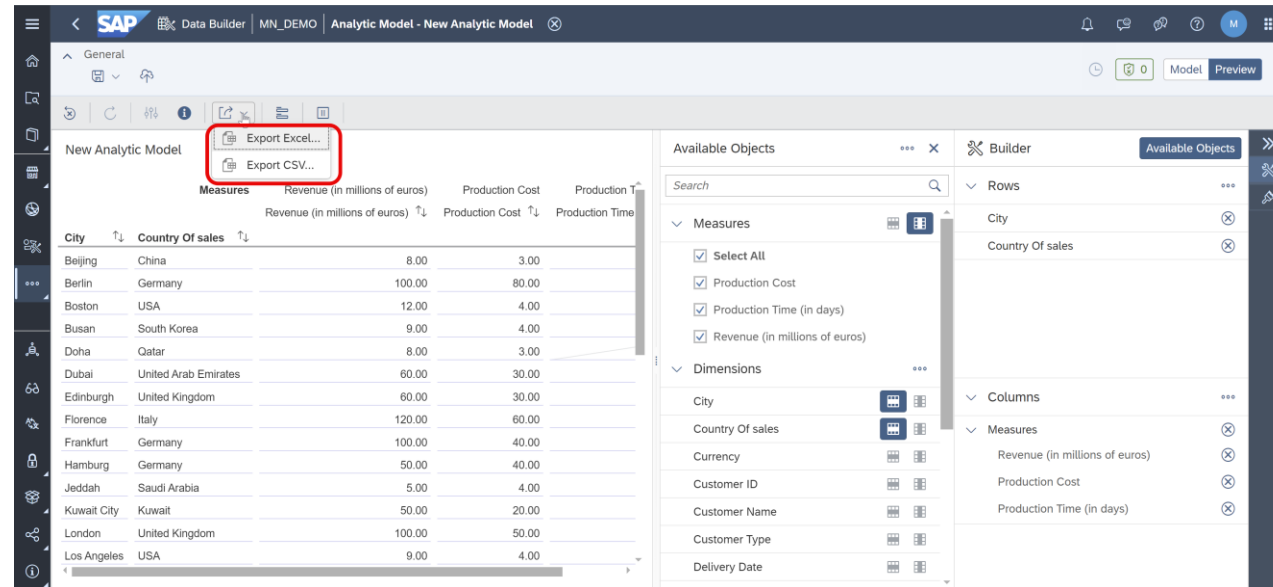 SAP Data Builder MN_DEMO Analytic Model - New Analytic Model M
General
0 Model Preview
Export Excel...
Export CSV...
New Analytic Model
Measures Revenue (in millions of euros) Production Cost Production T
Revenue (in millions of euros) Production Cost Production Time
City Country Of sales
Beijing China 8.00 3.00
Berlin Germany 100.00 80.00
Boston USA 12.00 4.00
Busan South Korea 9.00 4.00
Doha Qatar 8.00 3.00
Dubai United Arab Emirates 60.00 30.00
Edinburgh United Kingdom 60.00 30.00
Florence Italy 120.00 60.00
Frankfurt Germany 100.00 40.00
Hamburg Germany 50.00 40.00
Jeddah Saudi Arabia 5.00 4.00
Kuwait City Kuwait 50.00 20.00
London United Kingdom 100.00 50.00
Los Angeles USA 9.00 4.00
Available Objects
Search
Measures
Select All
Production Cost
Production Time (in days)
Revenue (in millions of euros)
Dimensions
City
Country Of sales
Currency
Customer ID
Customer Name
Customer Type
Delivery Date
Builder Available Objects
Rows
City
Country Of sales
Columns
Measures
Revenue (in millions of euros)
Production Cost
Production Time (in days)